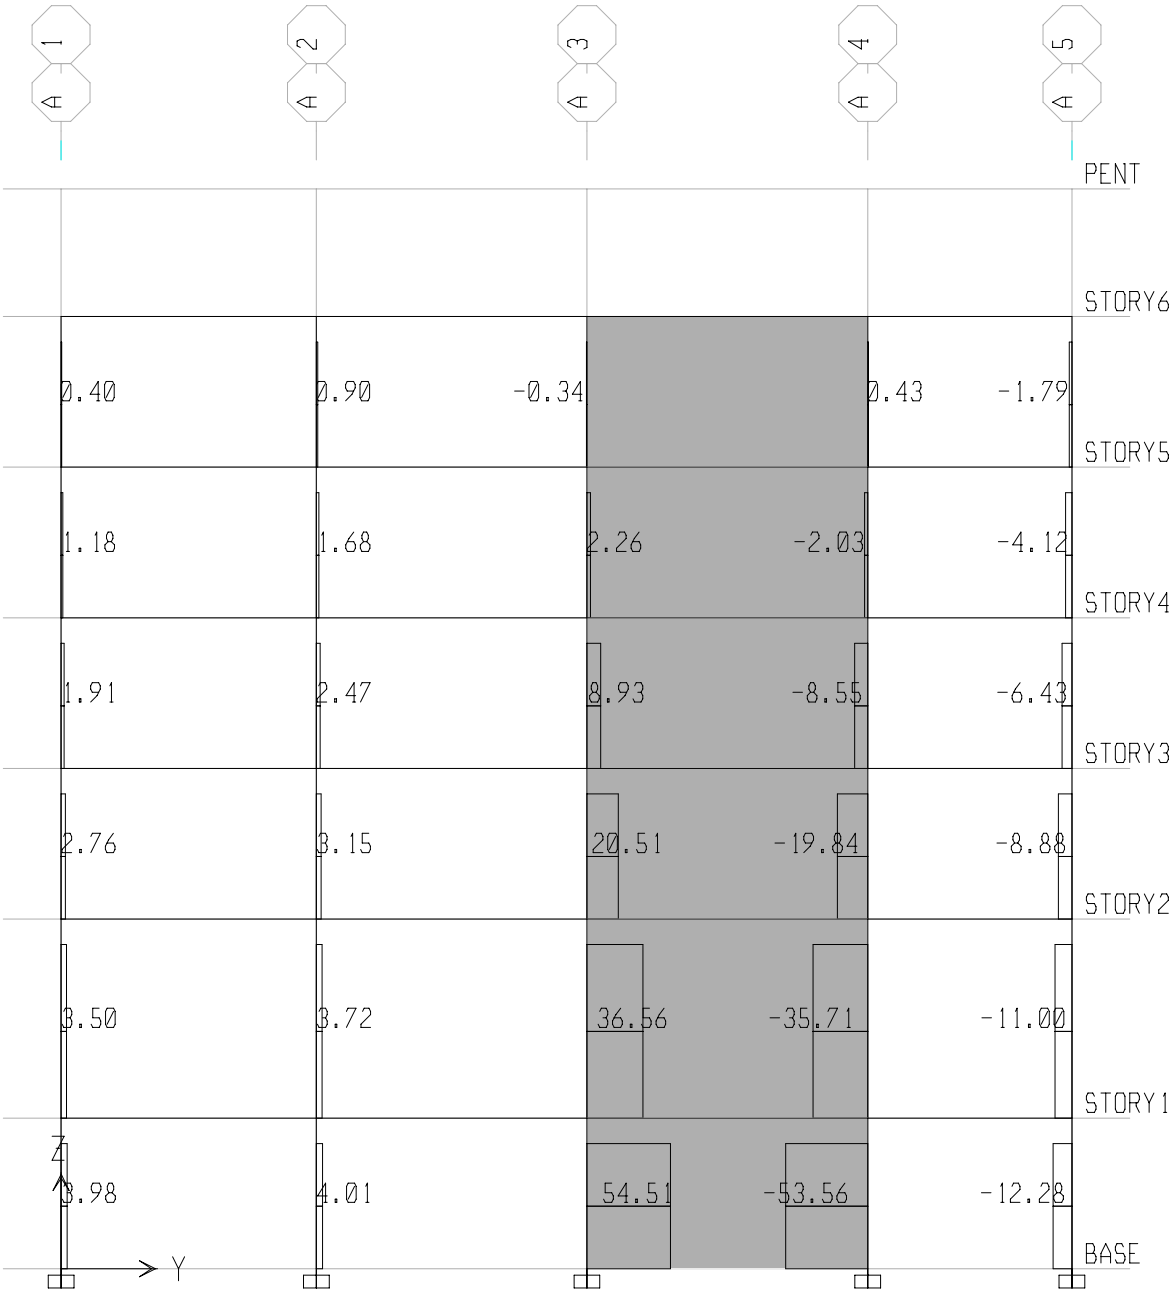 1 2 3 4 5
A A A A A
PENT
STORY6
0.40 0.90 -0.34 0.43 -1.79
STORY5
1.18 1.68 2.26 -2.03 -4.12
STORY4
1.91 2.47 8.93 -8.55 -6.43
STORY3
2.76 3.15 20.51 -19.84 -8.88
STORY2
3.50 3.72 36.56 -35.71 -11.00
STORY1
Z
3.98 4.01 54.51 -53.56 -12.28
BASE
Y